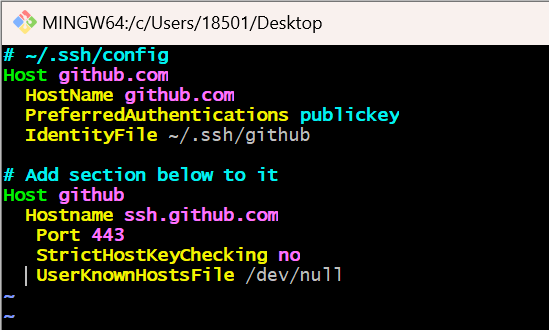 MINGW64:/c/Users/18501/Desktop
# ~/.ssh/config
Host github.com
  HostName github.com
  PreferredAuthentications publickey
  IdentityFile ~/.ssh/github

# Add section below to it
Host github
  Hostname ssh.github.com
   Port 443
   StrictHostKeyChecking no
   UserKnownHostsFile /dev/null
~
~